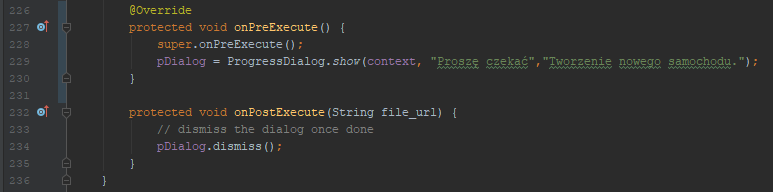 226 @Override
227 protected void onPreExecute() {
228 super.onPreExecute();
229 pDialog = ProgressDialog.show(context, "Proszę czekać","Tworzenie nowego samochodu.");
230 }
231
232 protected void onPostExecute(String file_url) {
233 // dismiss the dialog once done
234 pDialog.dismiss();
235 }
236 }